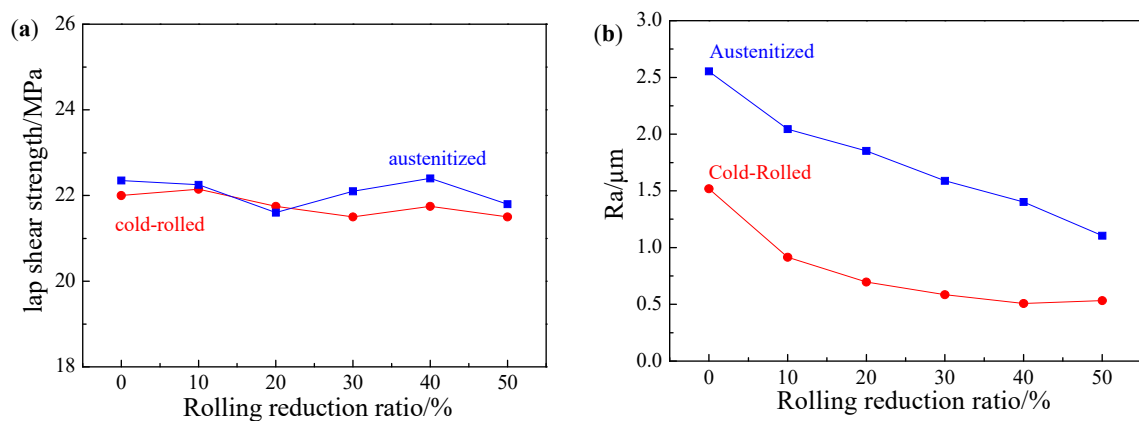 (a)
26
24
22
20
18
lap shear strength/MPa
austenitized
cold-rolled
0 10 20 30 40 50
Rolling reduction ratio/%
(b)
3.0
2.5
2.0
1.5
1.0
0.5
0.0
Ra/μm
Austenitized
Cold-Rolled
0 10 20 30 40 50
Rolling reduction ratio/%